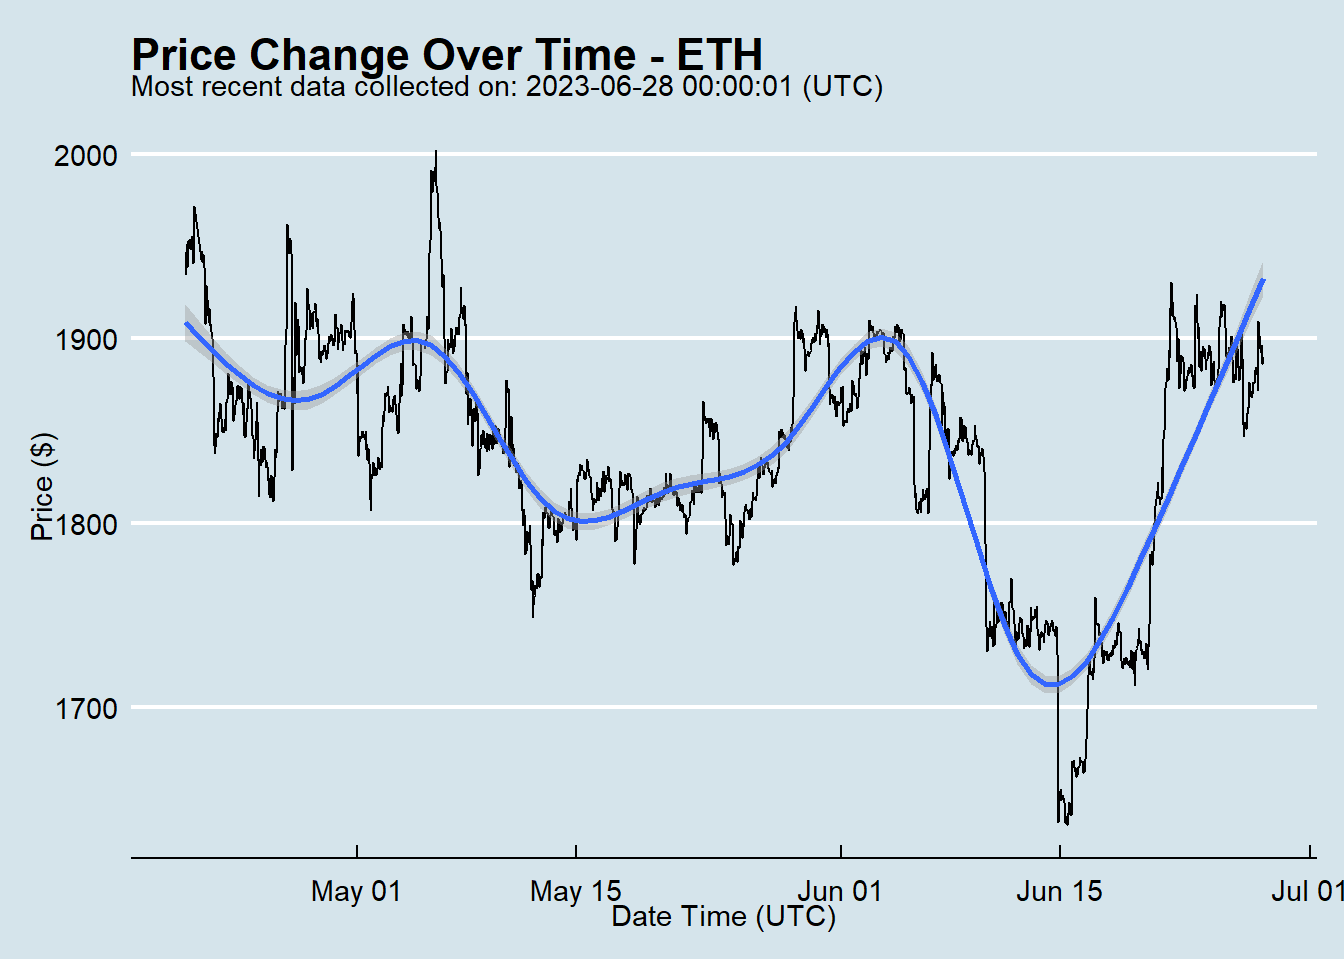 Price Change Over Time - ETH
Most recent data collected on: 2023-06-28 00:00:01 (UTC)
2000
1900
1800
1700
Price ($)
May 01 May 15 Jun 01 Jun 15 Jul 01
Date Time (UTC)